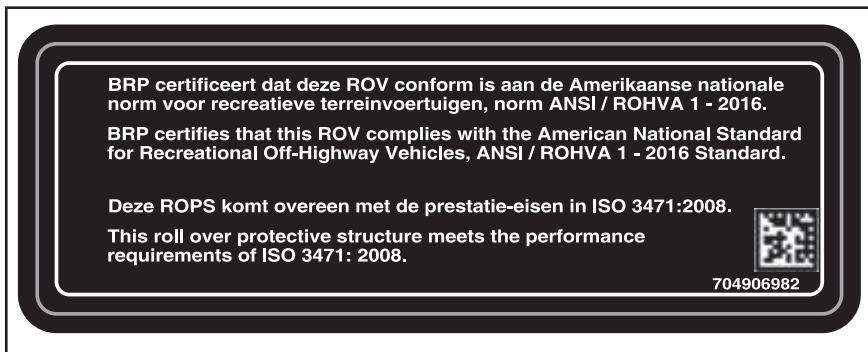 BRP certificeert dat deze ROV conform is aan de Amerikaanse nationale
norm voor recreatieve terreinvoertuigen, norm ANSI / ROHVA 1 - 2016.
BRP certifies that this ROV complies with the American National Standard
for Recreational Off-Highway Vehicles, ANSI / ROHVA 1 - 2016 Standard.
Deze ROPS komt overeen met de prestatie-eisen in ISO 3471:2008.
This roll over protective structure meets the performance
requirements of ISO 3471: 2008.
704906982